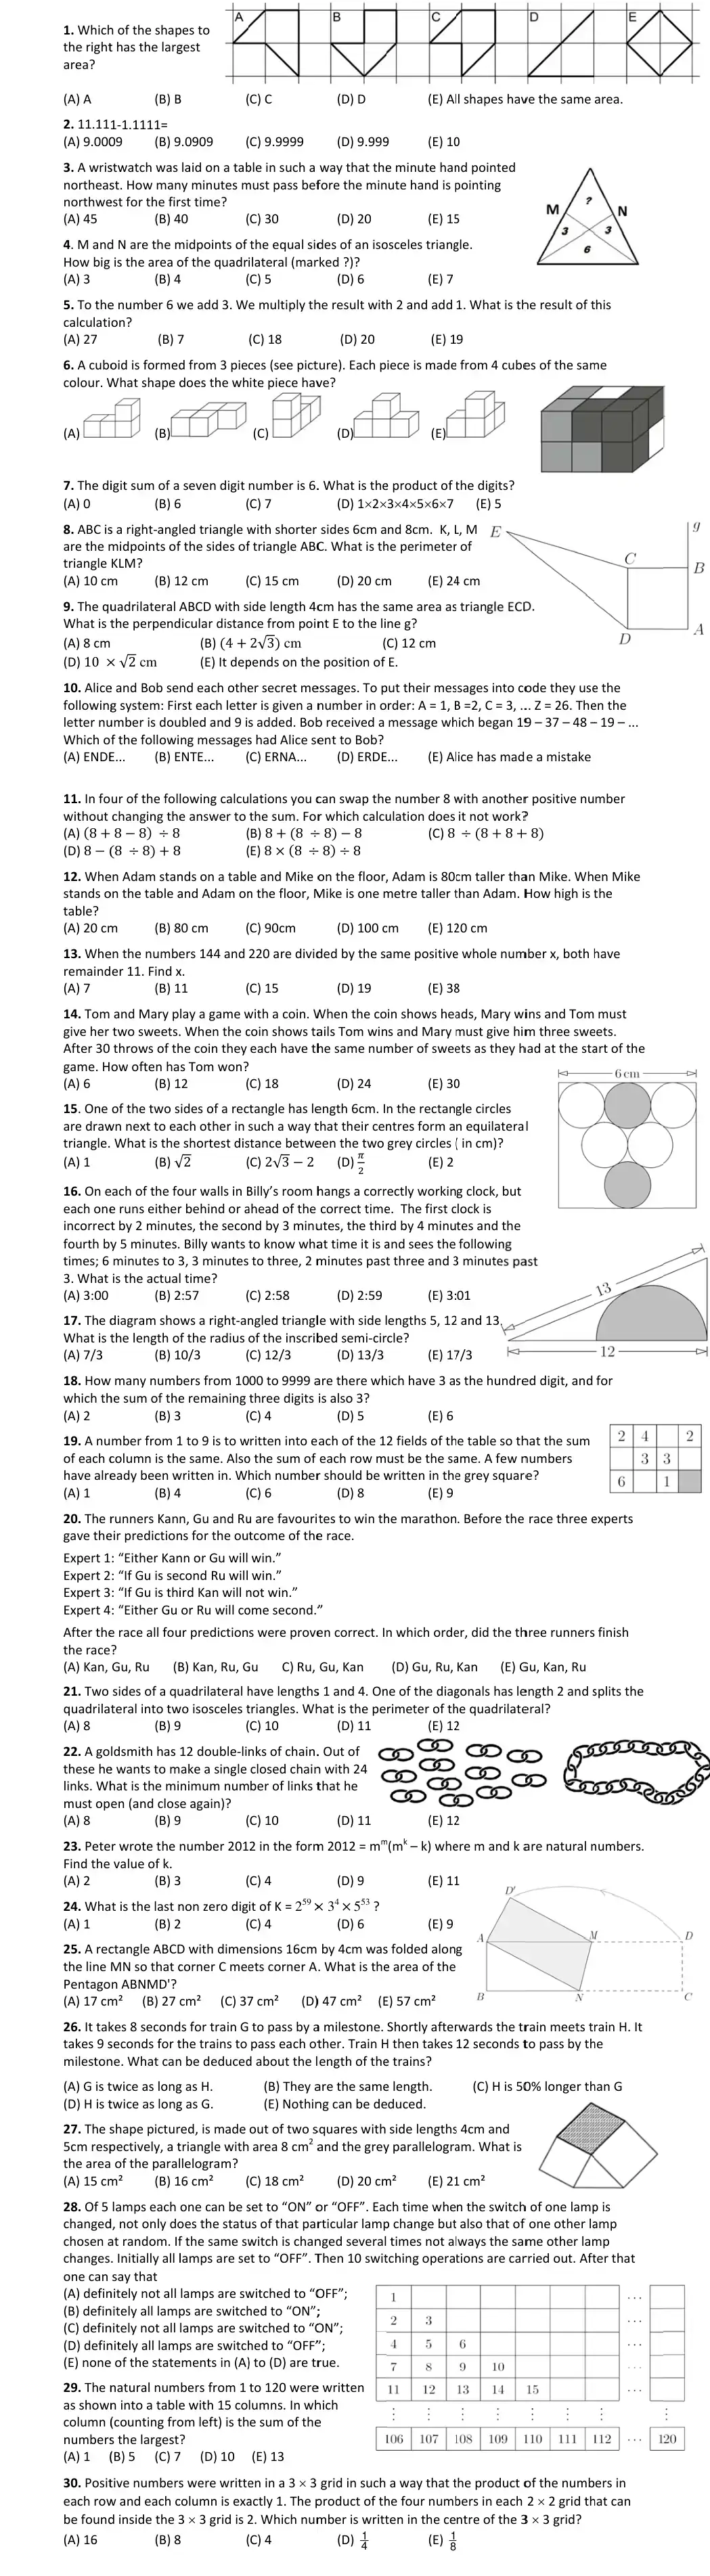 A B C D E
1. Which of the shapes to
the right has the largest
area?
(A) A (B) B (C) C (D) D (E) All shapes have the same area.
2. 11.111-1.1111=
(A) 9.0009 (B) 9.0909 (C) 9.9999 (D) 9.999 (E) 10
3. A wristwatch was laid on a table in such a way that the minute hand pointed
northeast. How many minutes must pass before the minute hand is pointing
northwest for the first time?
(A) 45 (B) 40 (C) 30 (D) 20 (E) 15
M ? N
3 3
6
4. M and N are the midpoints of the equal sides of an isosceles triangle.
How big is the area of the quadrilateral (marked ?)?
(A) 3 (B) 4 (C) 5 (D) 6 (E) 7
5. To the number 6 we add 3. We multiply the result with 2 and add 1. What is the result of this
calculation?
(A) 27 (B) 7 (C) 18 (D) 20 (E) 19
6. A cuboid is formed from 3 pieces (see picture). Each piece is made from 4 cubes of the same
colour. What shape does the white piece have?
(A) (B) (C) (D) (E)
7. The digit sum of a seven digit number is 6. What is the product of the digits?
(A) 0 (B) 6 (C) 7 (D) 1×2×3×4×5×6×7 (E) 5
8. ABC is a right-angled triangle with shorter sides 6cm and 8cm. K, L, M
are the midpoints of the sides of triangle ABC. What is the perimeter of
triangle KLM?
(A) 10 cm (B) 12 cm (C) 15 cm (D) 20 cm (E) 24 cm
E g
C B
D A
9. The quadrilateral ABCD with side length 4cm has the same area as triangle ECD.
What is the perpendicular distance from point E to the line g?
(A) 8 cm (B) (4 + 2√3) cm (C) 12 cm
(D) 10 × √2 cm (E) It depends on the position of E.
10. Alice and Bob send each other secret messages. To put their messages into code they use the
following system: First each letter is given a number in order: A = 1, B =2, C = 3, ... Z = 26. Then the
letter number is doubled and 9 is added. Bob received a message which began 19 – 37 – 48 – 19 – ...
Which of the following messages had Alice sent to Bob?
(A) ENDE... (B) ENTE... (C) ERNA... (D) ERDE... (E) Alice has made a mistake
11. In four of the following calculations you can swap the number 8 with another positive number
without changing the answer to the sum. For which calculation does it not work?
(A) (8 + 8 − 8) ÷ 8 (B) 8 + (8 ÷ 8) − 8 (C) 8 ÷ (8 + 8 + 8)
(D) 8 − (8 ÷ 8) + 8 (E) 8 × (8 ÷ 8) ÷ 8
12. When Adam stands on a table and Mike on the floor, Adam is 80cm taller than Mike. When Mike
stands on the table and Adam on the floor, Mike is one metre taller than Adam. How high is the
table?
(A) 20 cm (B) 80 cm (C) 90cm (D) 100 cm (E) 120 cm
13. When the numbers 144 and 220 are divided by the same positive whole number x, both have
remainder 11. Find x.
(A) 7 (B) 11 (C) 15 (D) 19 (E) 38
14. Tom and Mary play a game with a coin. When the coin shows heads, Mary wins and Tom must
give her two sweets. When the coin shows tails Tom wins and Mary must give him three sweets.
After 30 throws of the coin they each have the same number of sweets as they had at the start of the
game. How often has Tom won?
(A) 6 (B) 12 (C) 18 (D) 24 (E) 30
6 cm
15. One of the two sides of a rectangle has length 6cm. In the rectangle circles
are drawn next to each other in such a way that their centres form an equilateral
triangle. What is the shortest distance between the two grey circles ( in cm)?
(A) 1 (B) √2 (C) 2√3 − 2 (D) π/2 (E) 2
16. On each of the four walls in Billy’s room hangs a correctly working clock, but
each one runs either behind or ahead of the correct time. The first clock is
incorrect by 2 minutes, the second by 3 minutes, the third by 4 minutes and the
fourth by 5 minutes. Billy wants to know what time it is and sees the following
times; 6 minutes to 3, 3 minutes to three, 2 minutes past three and 3 minutes past
3. What is the actual time?
(A) 3:00 (B) 2:57 (C) 2:58 (D) 2:59 (E) 3:01
13
12
17. The diagram shows a right-angled triangle with side lengths 5, 12 and 13.
What is the length of the radius of the inscribed semi-circle?
(A) 7/3 (B) 10/3 (C) 12/3 (D) 13/3 (E) 17/3
18. How many numbers from 1000 to 9999 are there which have 3 as the hundred digit, and for
which the sum of the remaining three digits is also 3?
(A) 2 (B) 3 (C) 4 (D) 5 (E) 6
2 4 2
3 3
6 1
19. A number from 1 to 9 is to written into each of the 12 fields of the table so that the sum
of each column is the same. Also the sum of each row must be the same. A few numbers
have already been written in. Which number should be written in the grey square?
(A) 1 (B) 4 (C) 6 (D) 8 (E) 9
20. The runners Kann, Gu and Ru are favourites to win the marathon. Before the race three experts
gave their predictions for the outcome of the race.
Expert 1: “Either Kann or Gu will win.”
Expert 2: “If Gu is second Ru will win.”
Expert 3: “If Gu is third Kan will not win.”
Expert 4: “Either Gu or Ru will come second.”
After the race all four predictions were proven correct. In which order, did the three runners finish
the race?
(A) Kan, Gu, Ru (B) Kan, Ru, Gu C) Ru, Gu, Kan (D) Gu, Ru, Kan (E) Gu, Kan, Ru
21. Two sides of a quadrilateral have lengths 1 and 4. One of the diagonals has length 2 and splits the
quadrilateral into two isosceles triangles. What is the perimeter of the quadrilateral?
(A) 8 (B) 9 (C) 10 (D) 11 (E) 12
22. A goldsmith has 12 double-links of chain. Out of
these he wants to make a single closed chain with 24
links. What is the minimum number of links that he
must open (and close again)?
(A) 8 (B) 9 (C) 10 (D) 11 (E) 12
23. Peter wrote the number 2012 in the form 2012 = mᵐ(mᵏ – k) where m and k are natural numbers.
Find the value of k.
(A) 2 (B) 3 (C) 4 (D) 9 (E) 11
24. What is the last non zero digit of K = 2⁵⁹ × 3⁴ × 5⁵³ ?
(A) 1 (B) 2 (C) 4 (D) 6 (E) 9
D'
A M D
B N C
25. A rectangle ABCD with dimensions 16cm by 4cm was folded along
the line MN so that corner C meets corner A. What is the area of the
Pentagon ABNMD'?
(A) 17 cm² (B) 27 cm² (C) 37 cm² (D) 47 cm² (E) 57 cm²
26. It takes 8 seconds for train G to pass by a milestone. Shortly afterwards the train meets train H. It
takes 9 seconds for the trains to pass each other. Train H then takes 12 seconds to pass by the
milestone. What can be deduced about the length of the trains?
(A) G is twice as long as H. (B) They are the same length. (C) H is 50% longer than G
(D) H is twice as long as G. (E) Nothing can be deduced.
27. The shape pictured, is made out of two squares with side lengths 4cm and
5cm respectively, a triangle with area 8 cm² and the grey parallelogram. What is
the area of the parallelogram?
(A) 15 cm² (B) 16 cm² (C) 18 cm² (D) 20 cm² (E) 21 cm²
28. Of 5 lamps each one can be set to “ON” or “OFF”. Each time when the switch of one lamp is
changed, not only does the status of that particular lamp change but also that of one other lamp
chosen at random. If the same switch is changed several times not always the same other lamp
changes. Initially all lamps are set to “OFF”. Then 10 switching operations are carried out. After that
one can say that
(A) definitely not all lamps are switched to “OFF”;
(B) definitely all lamps are switched to “ON”;
(C) definitely not all lamps are switched to “ON”;
(D) definitely all lamps are switched to “OFF”;
(E) none of the statements in (A) to (D) are true.
1 ...
2 3 ...
4 5 6 ...
7 8 9 10 ...
11 12 13 14 15 ...
⋮ ⋮ ⋮ ⋮ ⋮ ⋮ ⋮ ⋮
106 107 108 109 110 111 112 ... 120
29. The natural numbers from 1 to 120 were written
as shown into a table with 15 columns. In which
column (counting from left) is the sum of the
numbers the largest?
(A) 1 (B) 5 (C) 7 (D) 10 (E) 13
30. Positive numbers were written in a 3 × 3 grid in such a way that the product of the numbers in
each row and each column is exactly 1. The product of the four numbers in each 2 × 2 grid that can
be found inside the 3 × 3 grid is 2. Which number is written in the centre of the 3 × 3 grid?
(A) 16 (B) 8 (C) 4 (D) 1/4 (E) 1/8